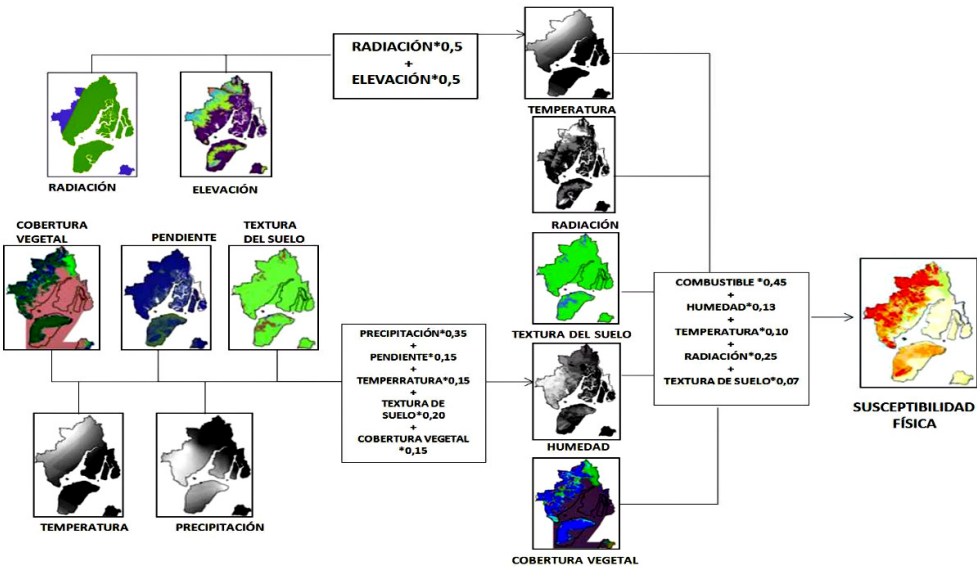 RADIACIÓN*0,5
+
ELEVACIÓN*0,5
TEMPERATURA
RADIACIÓN
ELEVACIÓN
COBERTURA
VEGETAL
PENDIENTE
TEXTURA
DEL SUELO
RADIACIÓN
TEXTURA DEL SUELO
PRECIPITACIÓN*0,35
+
PENDIENTE*0,15
+
TEMPERRATURA*0,15
+
TEXTURA DE
SUELO*0,20
+
COBERTURA VEGETAL
*0,15
COMBUSTIBLE *0,45
+
HUMEDAD*0,13
+
TEMPERATURA*0,10
+
RADIACIÓN*0,25
+
TEXTURA DE SUELO*0,07
SUSCEPTIBILIDAD
FÍSICA
HUMEDAD
TEMPERATURA
PRECIPITACIÓN
COBERTURA VEGETAL